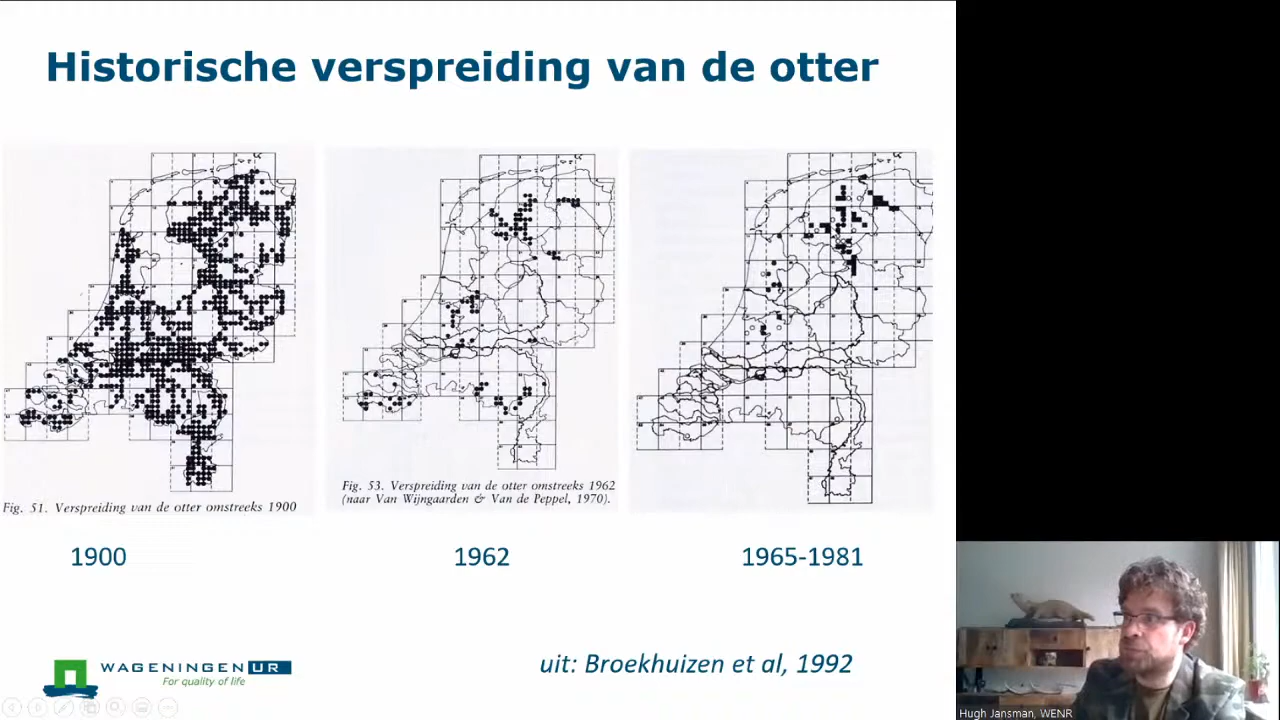 Historische verspreiding van de otter
Fig. 51. Verspreiding van de otter omstreeks 1900
Fig. 53. Verspreiding van de otter omstreeks 1962
(naar Van Wijngaarden & Van de Peppel, 1970).
1900
1962
1965-1981
uit: Broekhuizen et al, 1992
WAGENINGEN UR
For quality of life
Hugh Jansman, WENR